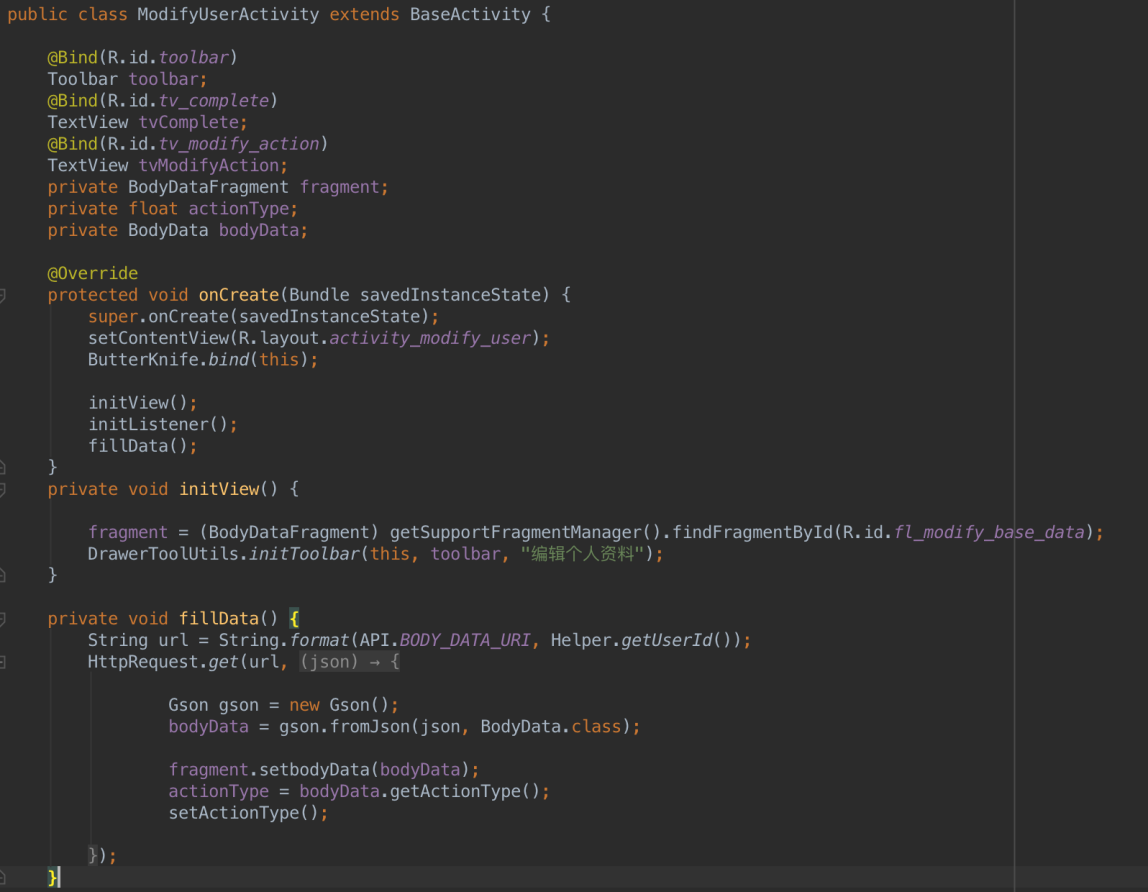 public class ModifyUserActivity extends BaseActivity {
@Bind(R.id.toolbar)
Toolbar toolbar;
@Bind(R.id.tv_complete)
TextView tvComplete;
@Bind(R.id.tv_modify_action)
TextView tvModifyAction;
private BodyDataFragment fragment;
private float actionType;
private BodyData bodyData;
@Override
protected void onCreate(Bundle savedInstanceState) {
super.onCreate(savedInstanceState);
setContentView(R.layout.activity_modify_user);
ButterKnife.bind(this);
initView();
initListener();
fillData();
}
private void initView() {
fragment = (BodyDataFragment) getSupportFragmentManager().findFragmentById(R.id.fl_modify_base_data);
DrawerToolUtils.initToolbar(this, toolbar, "编辑个人资料");
}
private void fillData() {
String url = String.format(API.BODY_DATA_URI, Helper.getUserId());
HttpRequest.get(url, (json) → {
Gson gson = new Gson();
bodyData = gson.fromJson(json, BodyData.class);
fragment.setbodyData(bodyData);
actionType = bodyData.getActionType();
setActionType();
});
}